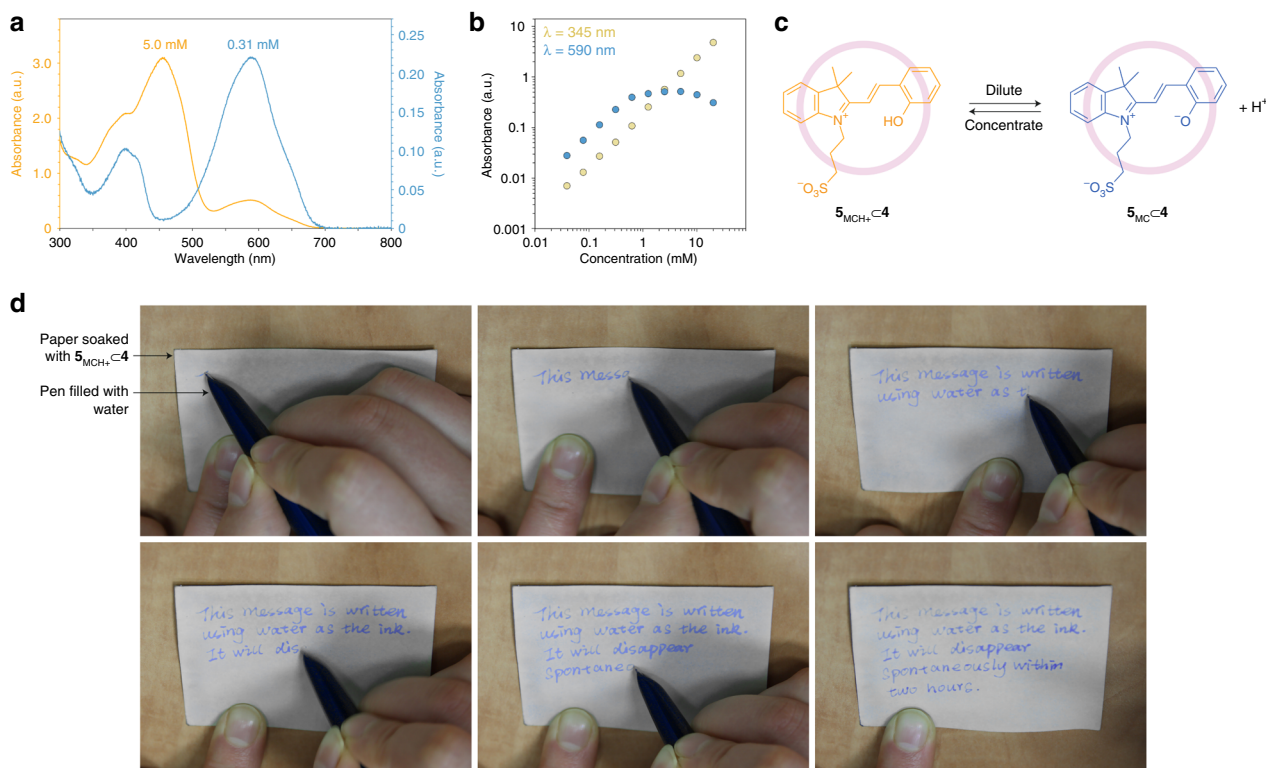 a
5.0 mM
0.31 mM
Absorbance (a.u.)
3.0
2.0
1.0
0
0.25
0.20
0.15
0.10
0.05
0
Absorbance (a.u.)
300
400
500
600
700
800
Wavelength (nm)
b
λ = 345 nm
λ = 590 nm
Absorbance (a.u.)
10
1
0.1
0.01
0.001
0.01
0.1
1
10
Concentration (mM)
c
HO
N+
−O3S
5MCH+⊂4
Dilute
Concentrate
−O
N+
−O3S
5MC⊂4
+ H+
d
Paper soaked
with 5MCH+⊂4
Pen filled with
water
This messa
This message is written
using water as t
This message is written
using water as the ink.
It will dis
This message is written
using water as the ink.
It will disappear
spontaneo
This message is written
using water as the ink.
It will disappear
spontaneously within
two hours.